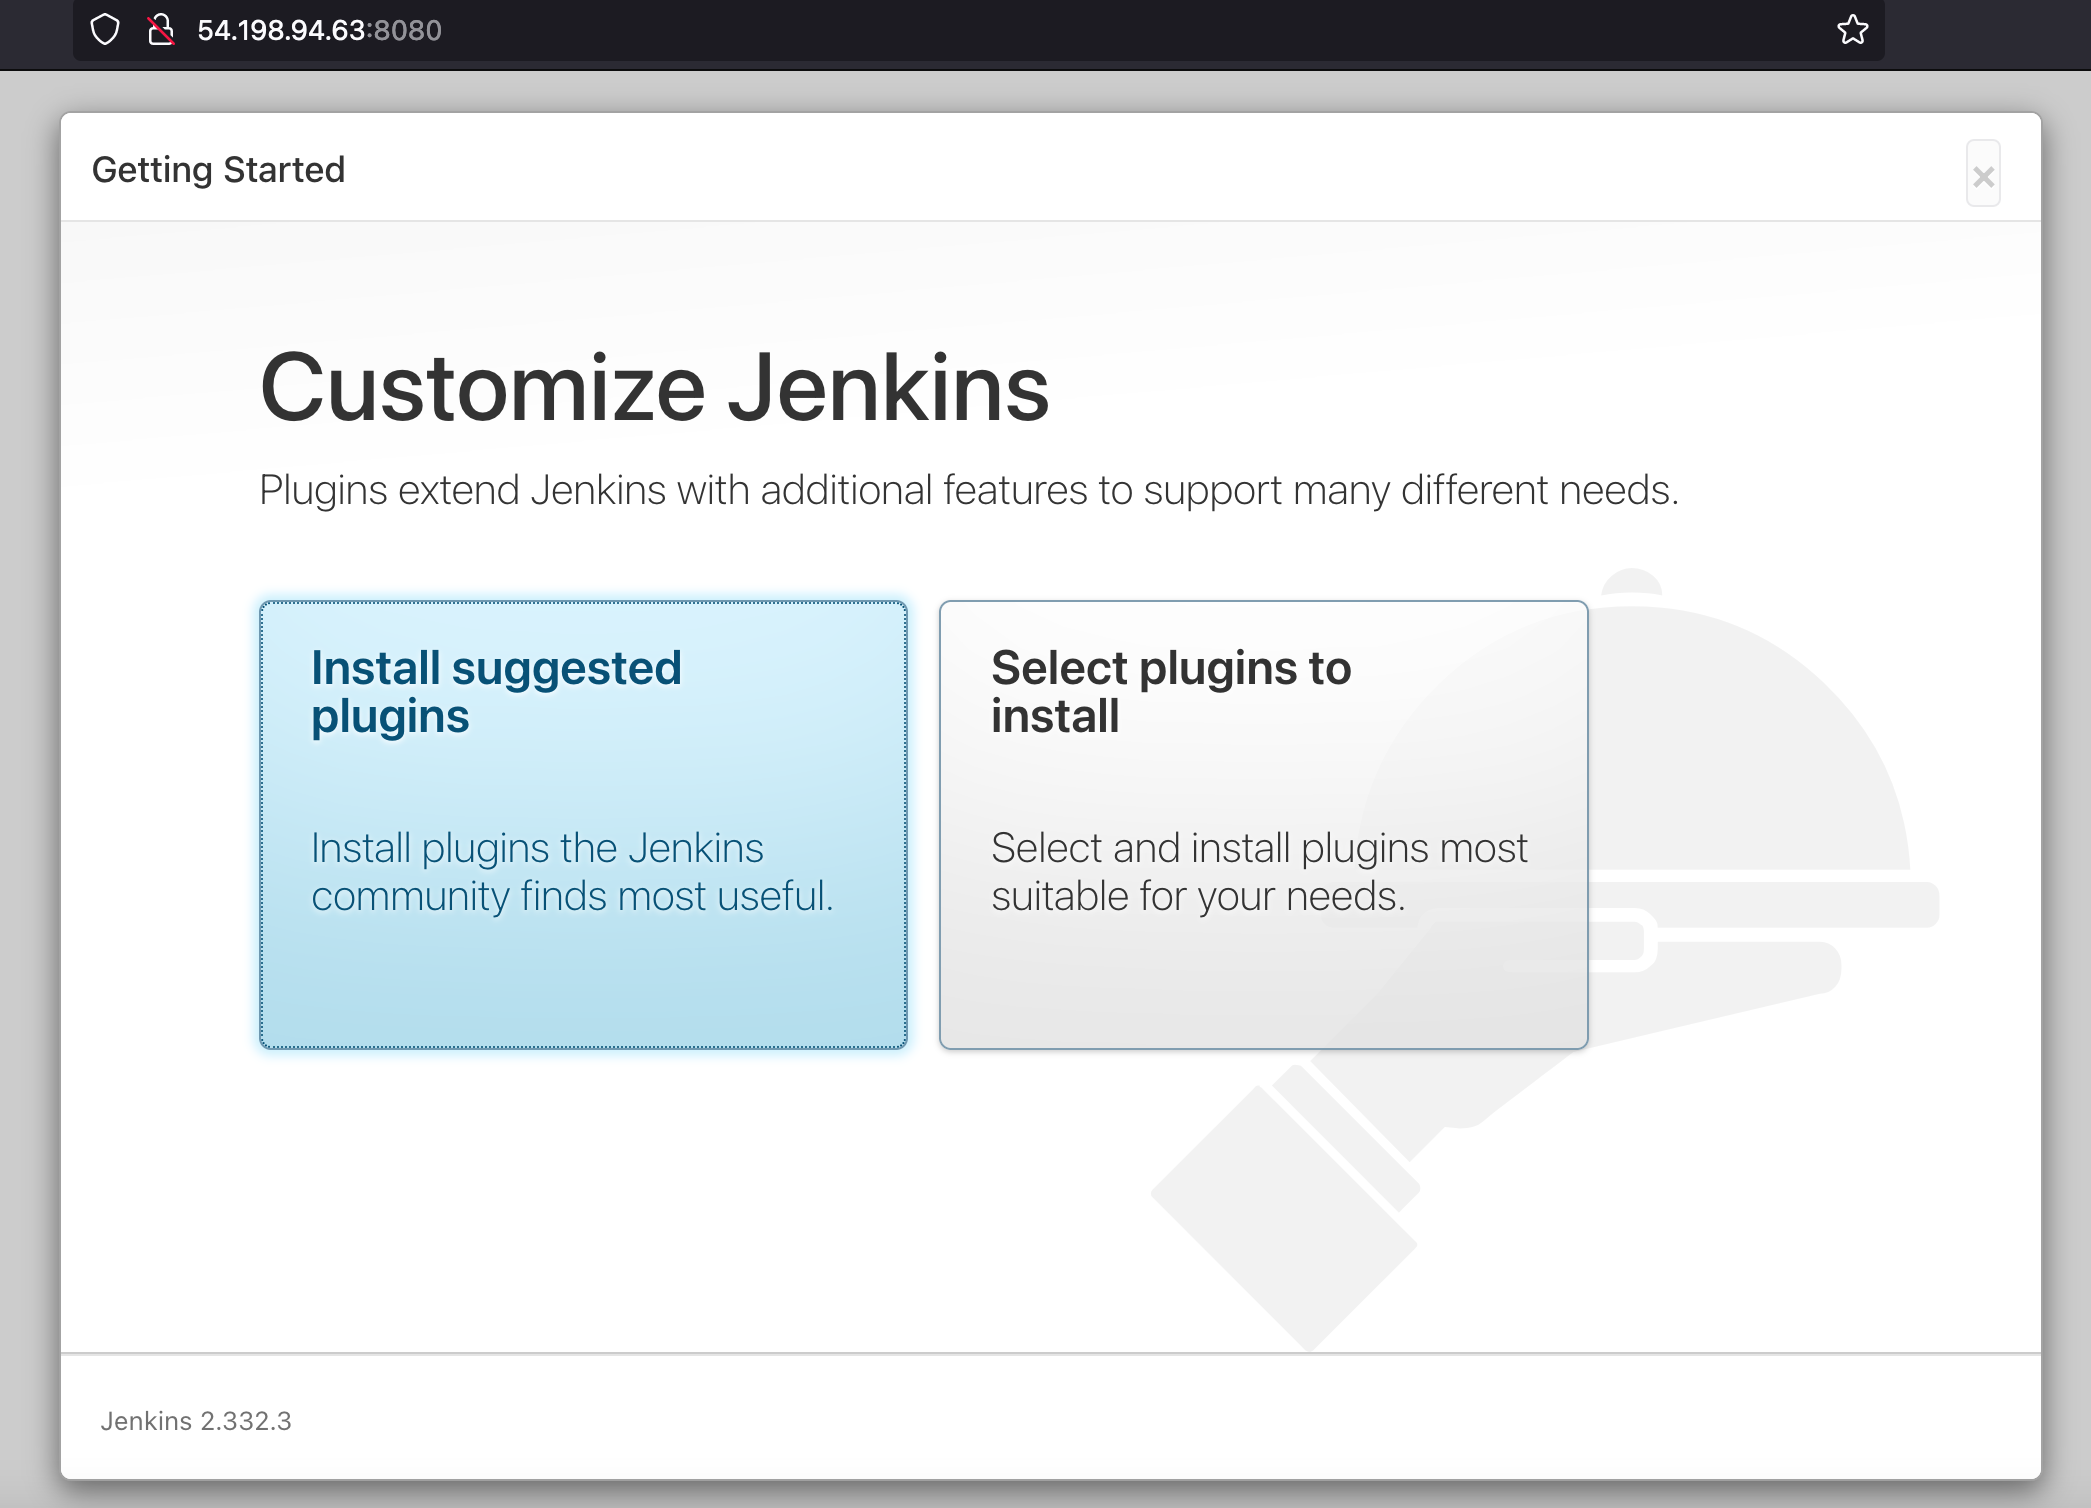 54.198.94.63:8080
Getting Started
×
Customize Jenkins
Plugins extend Jenkins with additional features to support many different needs.
Install suggested
plugins
Install plugins the Jenkins
community finds most useful.
Select plugins to
install
Select and install plugins most
suitable for your needs.
Jenkins 2.332.3